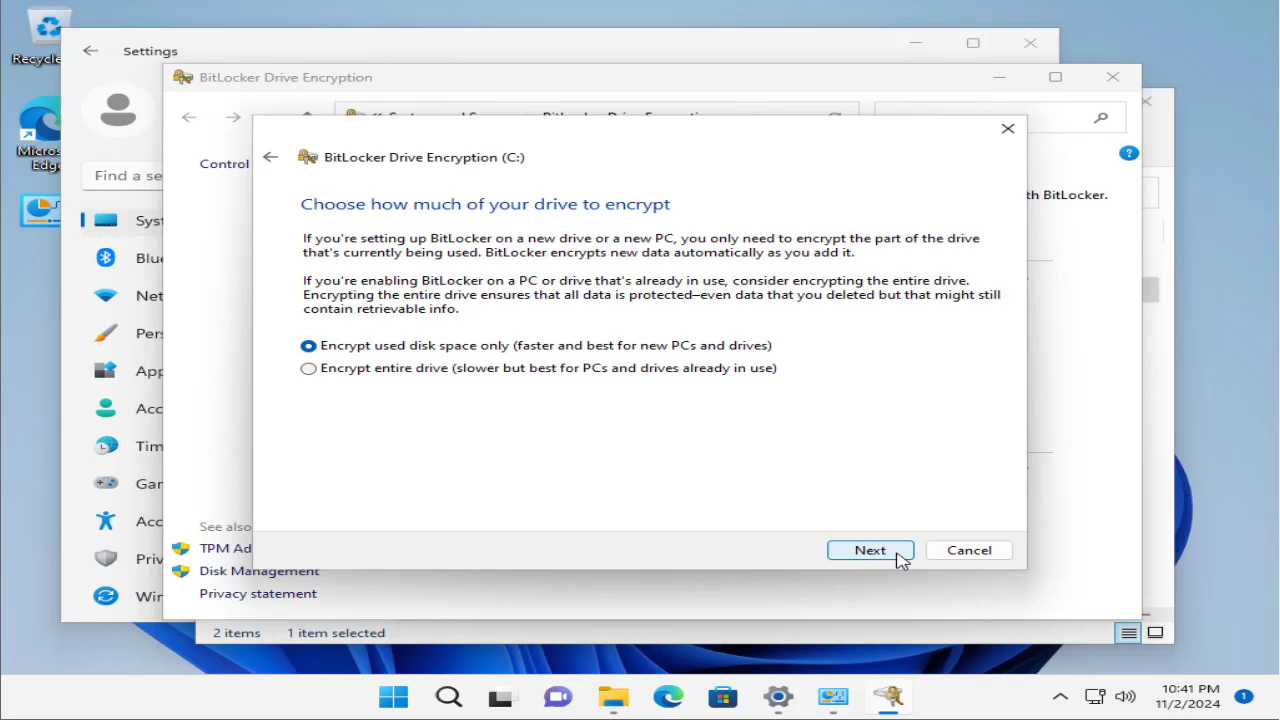 Recycle
Settings
BitLocker Drive Encryption
BitLocker Drive Encryption (C:)
Control
Micros
Edge
Find a se
th BitLocker.
Choose how much of your drive to encrypt
If you're setting up BitLocker on a new drive or a new PC, you only need to encrypt the part of the drive
that's currently being used. BitLocker encrypts new data automatically as you add it.
If you're enabling BitLocker on a PC or drive that's already in use, consider encrypting the entire drive.
Encrypting the entire drive ensures that all data is protected–even data that you deleted but that might still
contain retrievable info.
Encrypt used disk space only (faster and best for new PCs and drives)
Encrypt entire drive (slower but best for PCs and drives already in use)
Sys
Blue
Net
Pers
App
Acc
Tim
Gar
Acc
Priv
Win
See also
TPM Ad
Disk Management
Privacy statement
Next
Cancel
2 items
1 item selected
10:41 PM
11/2/2024
1